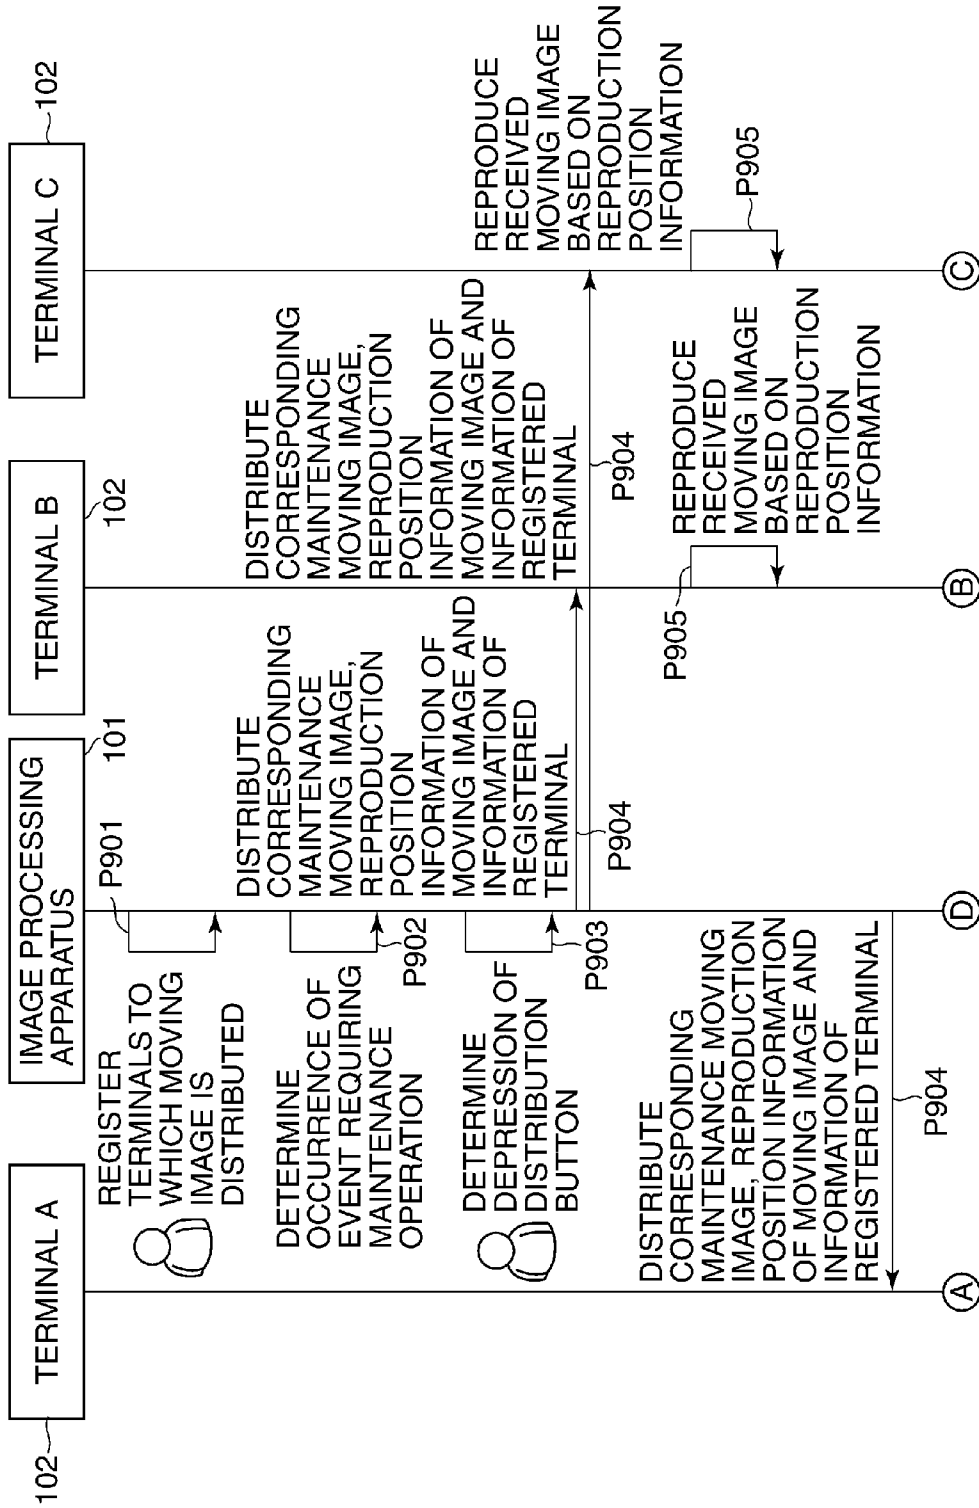 TERMINAL A
102
IMAGE PROCESSING
APPARATUS
101
TERMINAL B
102
TERMINAL C
102
REGISTER
TERMINALS TO
WHICH MOVING
IMAGE IS
DISTRIBUTED
P901
DETERMINE
OCCURRENCE OF
EVENT REQUIRING
MAINTENANCE
OPERATION
P902
DETERMINE
DEPRESSION OF
DISTRIBUTION
BUTTON
P903
DISTRIBUTE
CORRESPONDING
MAINTENANCE
MOVING IMAGE,
REPRODUCTION
POSITION
INFORMATION OF
MOVING IMAGE AND
INFORMATION OF
REGISTERED
TERMINAL
P904
DISTRIBUTE
CORRESPONDING
MAINTENANCE
MOVING IMAGE,
REPRODUCTION
POSITION
INFORMATION OF
MOVING IMAGE AND
INFORMATION OF
REGISTERED
TERMINAL
P904
REPRODUCE
RECEIVED
MOVING IMAGE
BASED ON
REPRODUCTION
POSITION
INFORMATION
P905
REPRODUCE
RECEIVED
MOVING IMAGE
BASED ON
REPRODUCTION
POSITION
INFORMATION
P905
DISTRIBUTE
CORRESPONDING
MAINTENANCE MOVING
IMAGE, REPRODUCTION
POSITION INFORMATION
OF MOVING IMAGE AND
INFORMATION OF
REGISTERED TERMINAL
P904
A
D
B
C